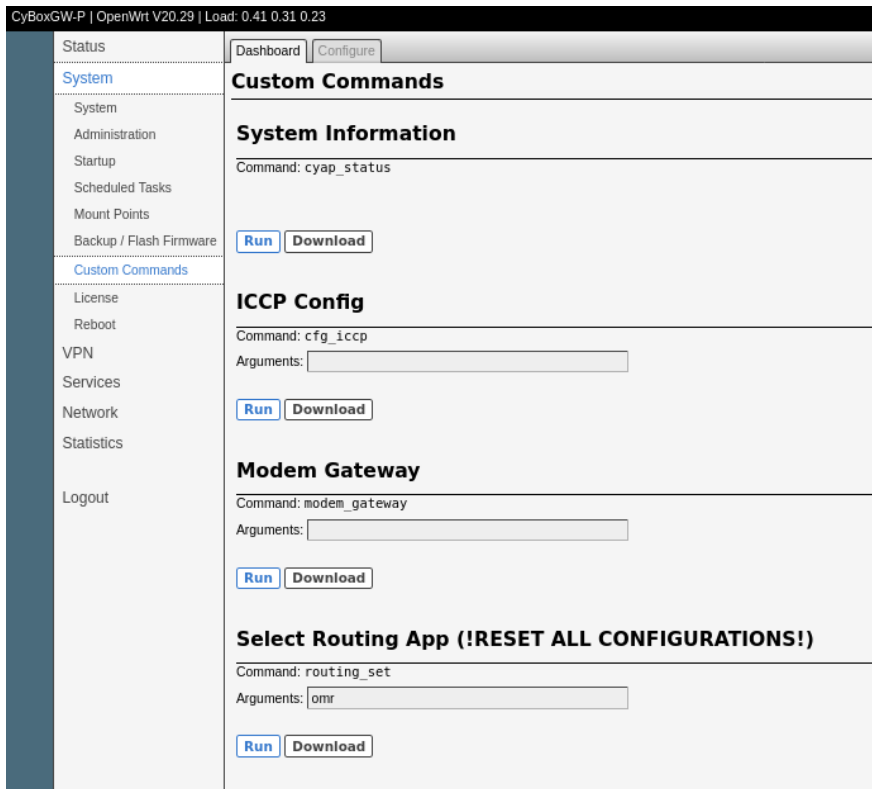 CyBoxGW-P | OpenWrt V20.29 | Load: 0.41 0.31 0.23
Status
System
System
Administration
Startup
Scheduled Tasks
Mount Points
Backup / Flash Firmware
Custom Commands
License
Reboot
VPN
Services
Network
Statistics
Logout
Dashboard Configure
Custom Commands
System Information
Command: cyap_status
Run Download
ICCP Config
Command: cfg_iccp
Arguments:
Run Download
Modem Gateway
Command: modem_gateway
Arguments:
Run Download
Select Routing App (!RESET ALL CONFIGURATIONS!)
Command: routing_set
Arguments: omr
Run Download